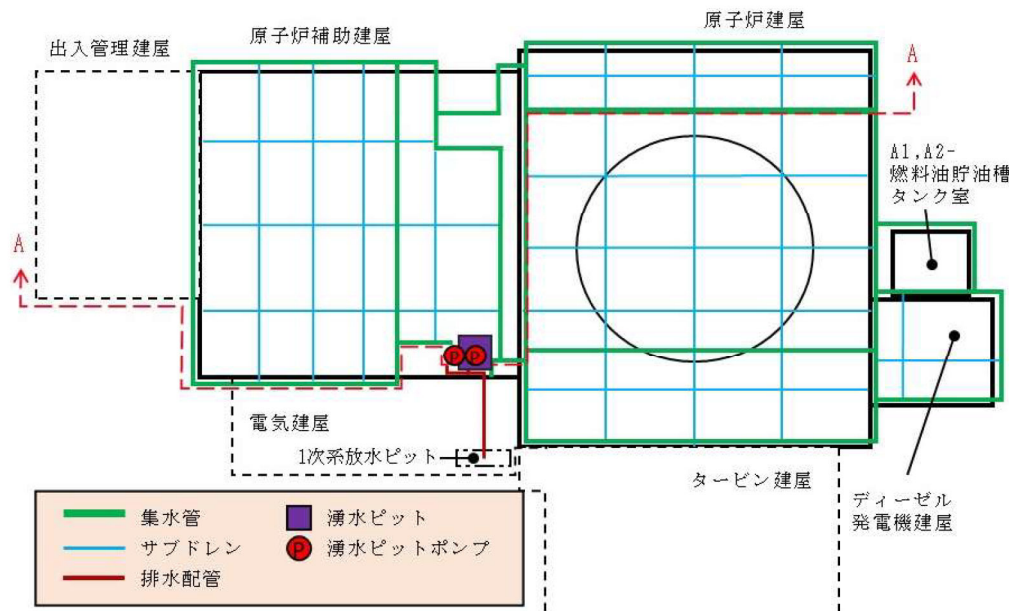 原子炉建屋
原子炉補助建屋
出入管理建屋
A
A1,A2-
燃料油貯油槽
タンク室
A
P
P
電気建屋
1次系放水ピット
タービン建屋
ディーゼル
発電機建屋
集水管
湧水ピット
サブドレン
P
湧水ピットポンプ
排水配管